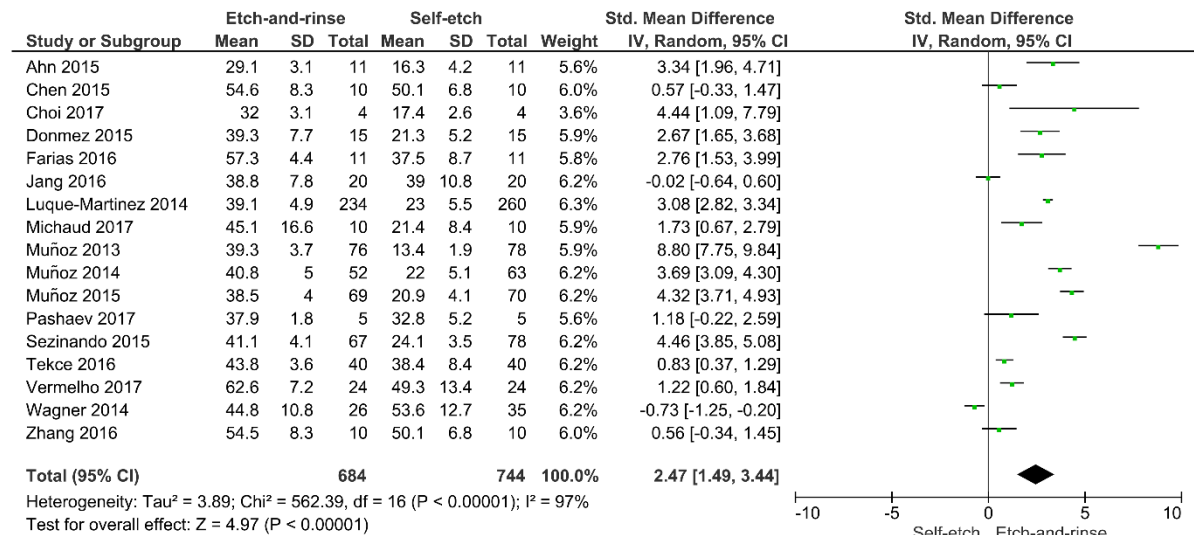 Etch-and-rinse Self-etch Std. Mean Difference Std. Mean Difference
Study or Subgroup Mean SD Total Mean SD Total Weight IV, Random, 95% CI IV, Random, 95% CI
Ahn 2015 29.1 3.1 11 16.3 4.2 11 5.6% 3.34 [1.96, 4.71]
Chen 2015 54.6 8.3 10 50.1 6.8 10 6.0% 0.57 [-0.33, 1.47]
Choi 2017 32 3.1 4 17.4 2.6 4 3.6% 4.44 [1.09, 7.79]
Donmez 2015 39.3 7.7 15 21.3 5.2 15 5.9% 2.67 [1.65, 3.68]
Farias 2016 57.3 4.4 11 37.5 8.7 11 5.8% 2.76 [1.53, 3.99]
Jang 2016 38.8 7.8 20 39 10.8 20 6.2% -0.02 [-0.64, 0.60]
Luque-Martinez 2014 39.1 4.9 234 23 5.5 260 6.3% 3.08 [2.82, 3.34]
Michaud 2017 45.1 16.6 10 21.4 8.4 10 5.9% 1.73 [0.67, 2.79]
Muñoz 2013 39.3 3.7 76 13.4 1.9 78 5.9% 8.80 [7.75, 9.84]
Muñoz 2014 40.8 5 52 22 5.1 63 6.2% 3.69 [3.09, 4.30]
Muñoz 2015 38.5 4 69 20.9 4.1 70 6.2% 4.32 [3.71, 4.93]
Pashaev 2017 37.9 1.8 5 32.8 5.2 5 5.6% 1.18 [-0.22, 2.59]
Sezinando 2015 41.1 4.1 67 24.1 3.5 78 6.2% 4.46 [3.85, 5.08]
Tekce 2016 43.8 3.6 40 38.4 8.4 40 6.2% 0.83 [0.37, 1.29]
Vermelho 2017 62.6 7.2 24 49.3 13.4 24 6.2% 1.22 [0.60, 1.84]
Wagner 2014 44.8 10.8 26 53.6 12.7 35 6.2% -0.73 [-1.25, -0.20]
Zhang 2016 54.5 8.3 10 50.1 6.8 10 6.0% 0.56 [-0.34, 1.45]
Total (95% CI) 684 744 100.0% 2.47 [1.49, 3.44]
Heterogeneity: Tau² = 3.89; Chi² = 562.39, df = 16 (P < 0.00001); I² = 97%
Test for overall effect: Z = 4.97 (P < 0.00001)
-10 -5 0 5 10
Self-etch Etch-and-rinse